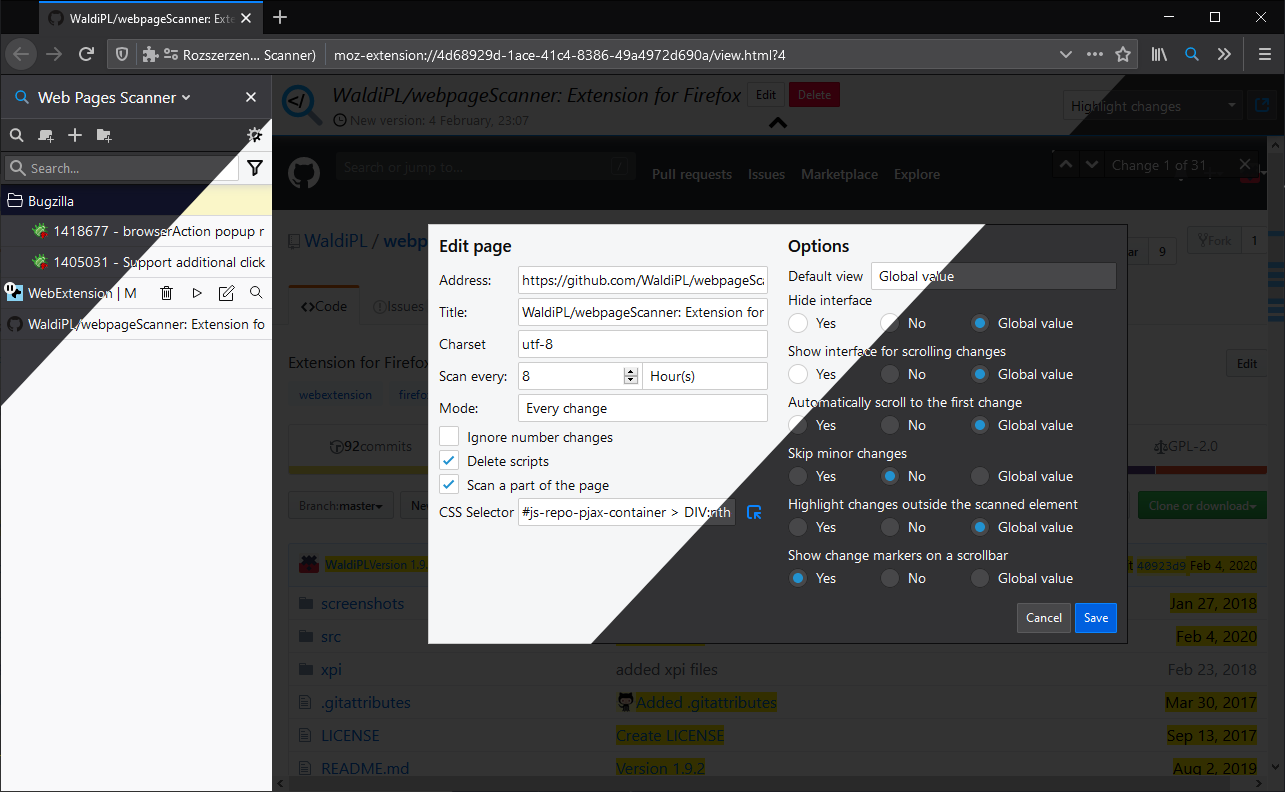 WaldiPL/webpageScanner: Exte
Rozszerzen... Scanner)
moz-extension://4d68929d-1ace-41c4-8386-49a4972d690a/view.html?4
Web Pages Scanner
Search...
Bugzilla
1418677 - browserAction popup r
1405031 - Support additional click
WebExtension | M
WaldiPL/webpageScanner: Extension fo
WaldiPL/webpageScanner: Extension for Firefox
Edit
Delete
New version: 4 February, 23:07
Highlight changes
Search or jump to...
/
Pull requests
Issues
Marketplace
Explore
Change 1 of 31
WaldiPL / webp
ar
9
Fork
1
Code
Issues
Extension for Firefox
Edit
webextension
firefo
92 commits
GPL-2.0
Branch: master
New
Clone or download
WaldiPL Version 1.9.
t 40923d9 Feb 4, 2020
screenshots
Jan 27, 2018
src
Feb 4, 2020
xpi
added xpi files
Feb 23, 2018
.gitattributes
Added .gitattributes
Mar 30, 2017
LICENSE
Create LICENSE
Sep 13, 2017
README.md
Version 1.9.2
Aug 2, 2019
Edit page
Address:
https://github.com/WaldiPL/webpageSca
Title:
WaldiPL/webpageScanner: Extension for
Charset
utf-8
Scan every:
8
Hour(s)
Mode:
Every change
Ignore number changes
Delete scripts
Scan a part of the page
CSS Selector
#js-repo-pjax-container > DIV:nth
Options
Default view
Global value
Hide interface
Yes No Global value
Show interface for scrolling changes
Yes No Global value
Automatically scroll to the first change
Yes No Global value
Skip minor changes
Yes No Global value
Highlight changes outside the scanned element
Yes No Global value
Show change markers on a scrollbar
Yes No Global value
Cancel
Save